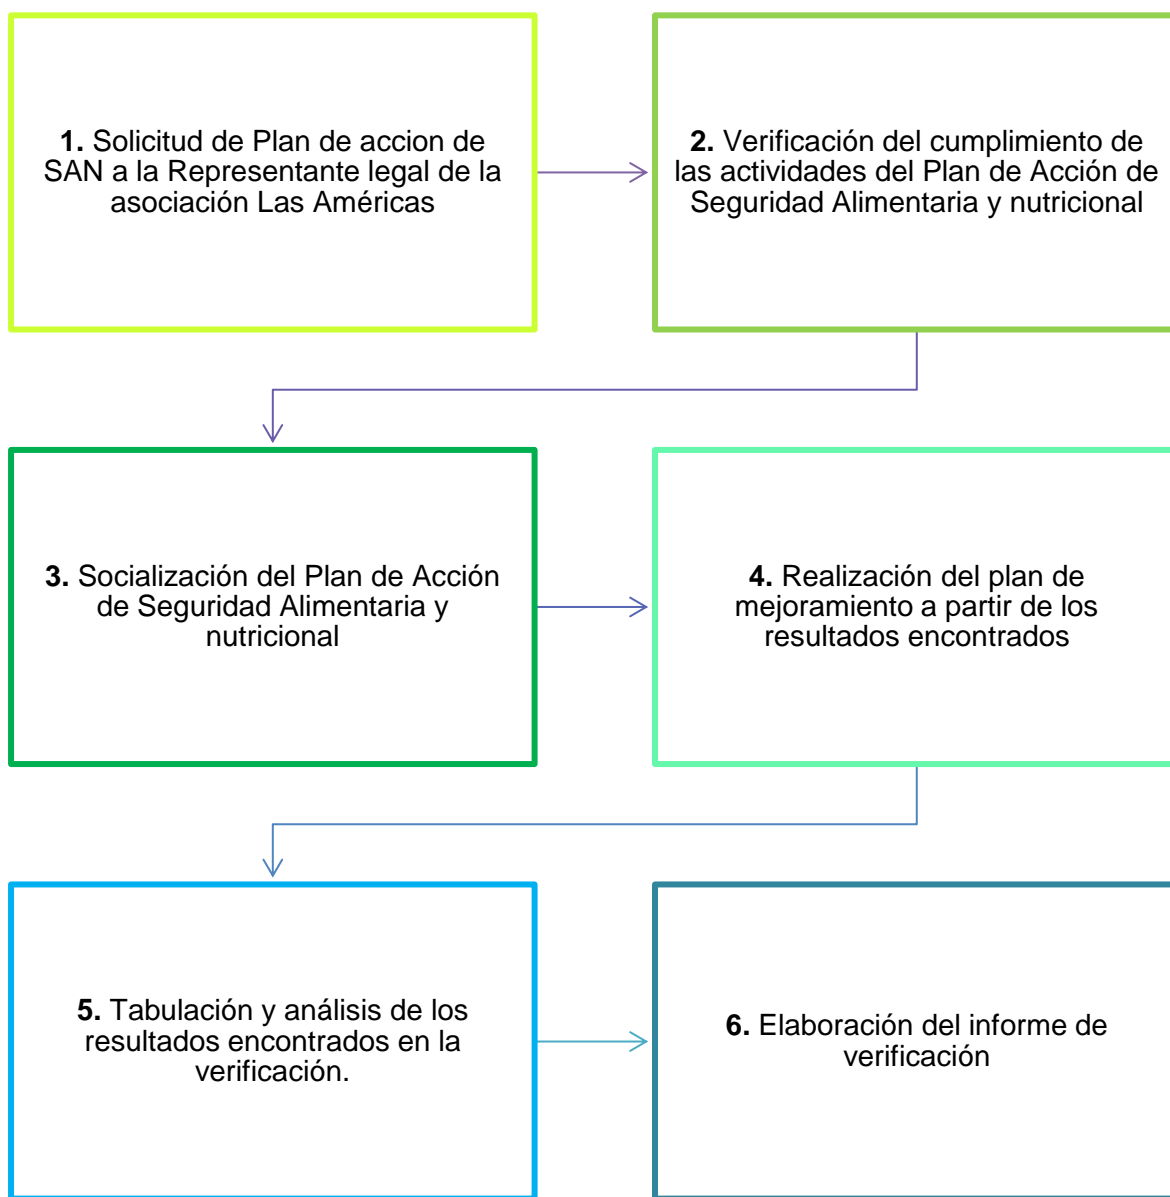 1. Solicitud de Plan de accion de
SAN a la Representante legal de la
asociación Las Américas
2. Verificación del cumplimiento de
las actividades del Plan de Acción de
Seguridad Alimentaria y nutricional
3. Socialización del Plan de Acción
de Seguridad Alimentaria y
nutricional
4. Realización del plan de
mejoramiento a partir de los
resultados encontrados
5. Tabulación y análisis de los
resultados encontrados en la
verificación.
6. Elaboración del informe de
verificación